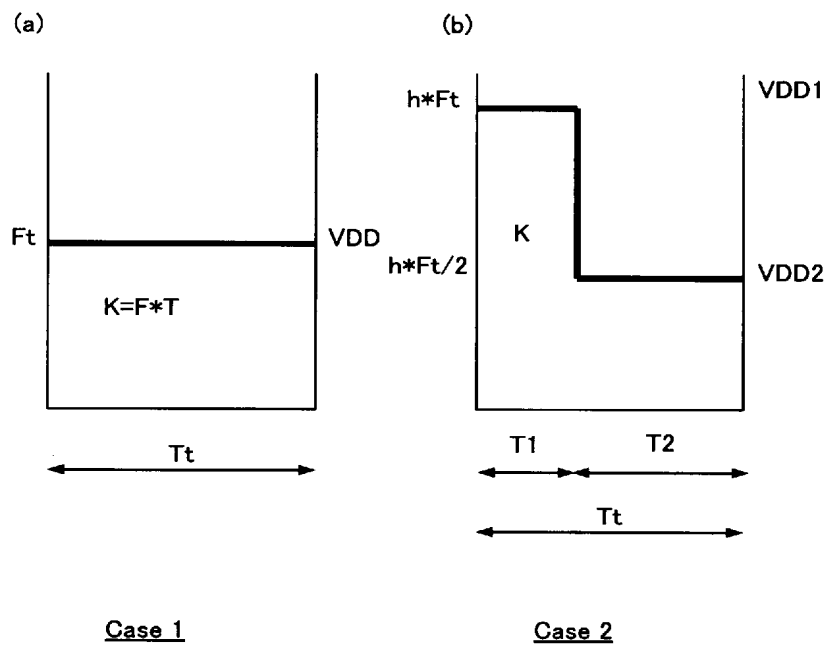 (a)
Ft
VDD
K=F*T
Tt
Case 1
(b)
h*Ft
VDD1
K
h*Ft/2
VDD2
T1
T2
Tt
Case 2